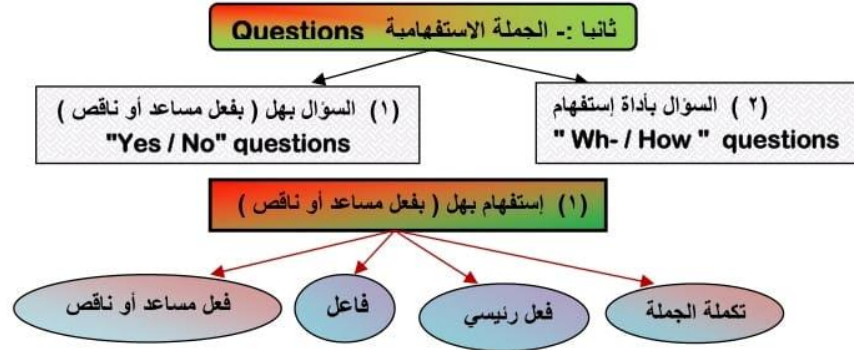 ثانيا :- الجملة الاستفهامية Questions
(١) السؤال بهل ( بفعل مساعد أو ناقص )
"Yes / No" questions
(٢ ) السؤال بأداة إستفهام
" Wh- / How " questions
(١) إستفهام بهل ( بفعل مساعد أو ناقص )
فعل مساعد أو ناقص
فاعل
فعل رئيسي
تكملة الجملة